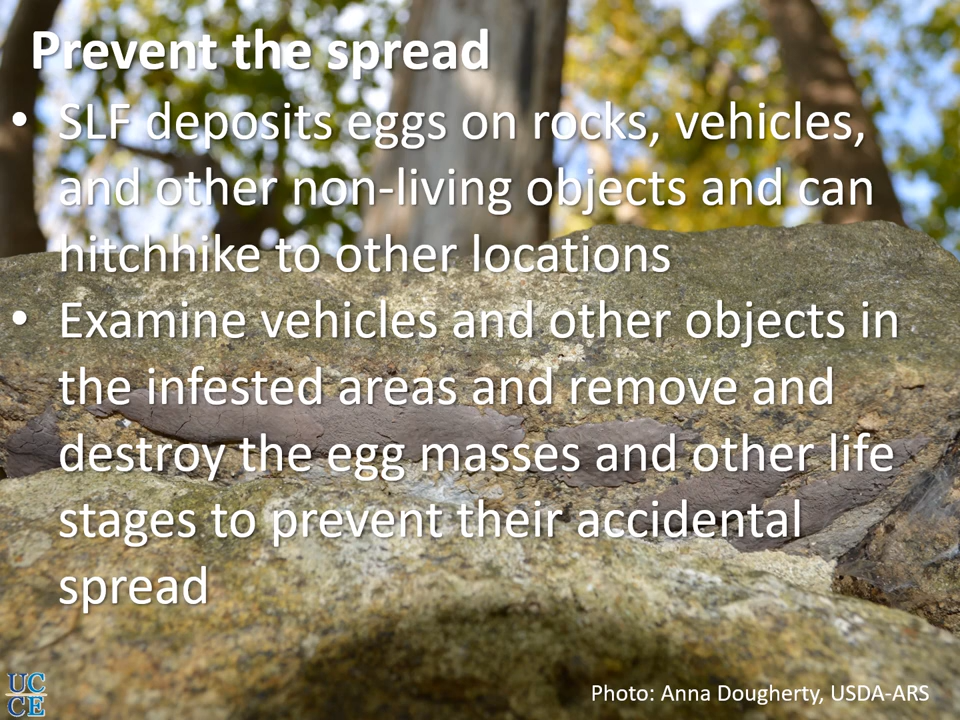 Prevent the spread
• SLF deposits eggs on rocks, vehicles,
and other non-living objects and can
hitchhike to other locations
• Examine vehicles and other objects in
the infested areas and remove and
destroy the egg masses and other life
stages to prevent their accidental
spread
UC
CE
Photo: Anna Dougherty, USDA-ARS